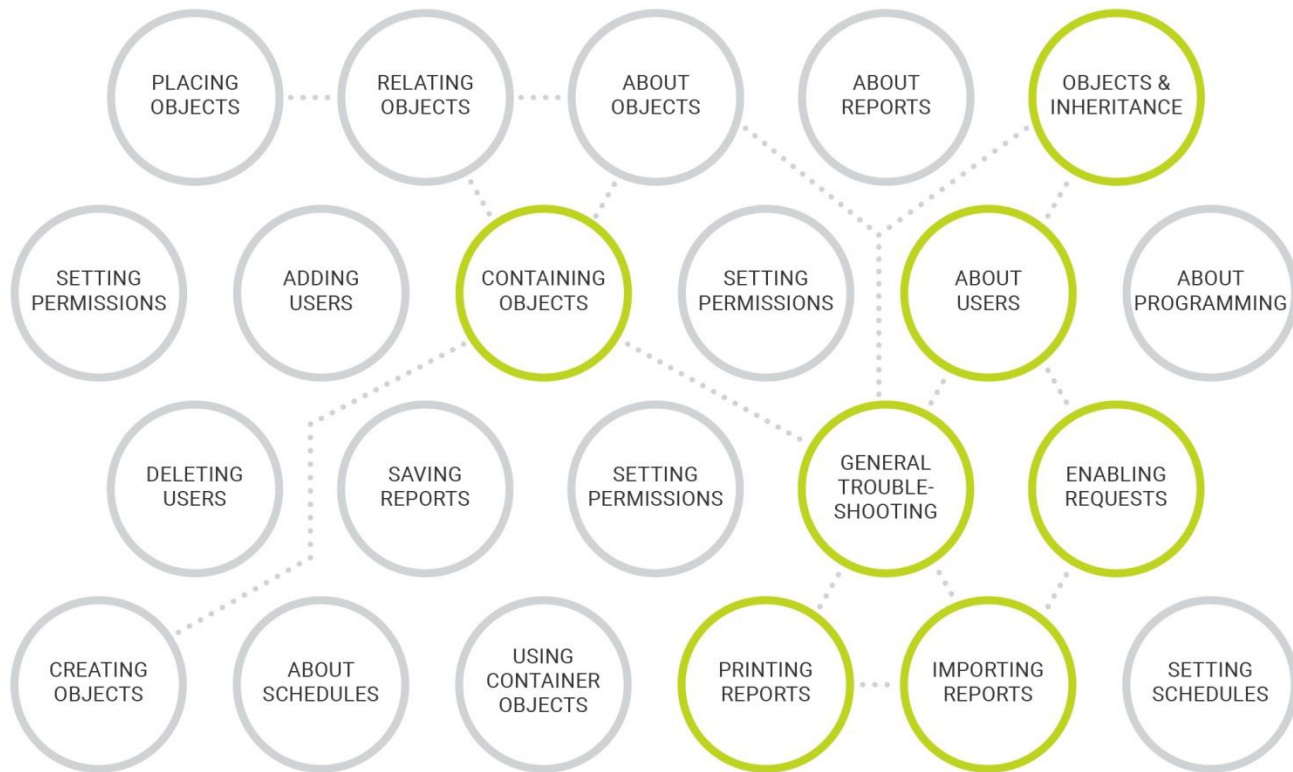 PLACING
OBJECTS
RELATING
OBJECTS
ABOUT
OBJECTS
ABOUT
REPORTS
OBJECTS &
INHERITANCE
SETTING
PERMISSIONS
ADDING
USERS
CONTAINING
OBJECTS
SETTING
PERMISSIONS
ABOUT
USERS
ABOUT
PROGRAMMING
DELETING
USERS
SAVING
REPORTS
SETTING
PERMISSIONS
GENERAL
TROUBLE-
SHOOTING
ENABLING
REQUESTS
CREATING
OBJECTS
ABOUT
SCHEDULES
USING
CONTAINER
OBJECTS
PRINTING
REPORTS
IMPORTING
REPORTS
SETTING
SCHEDULES